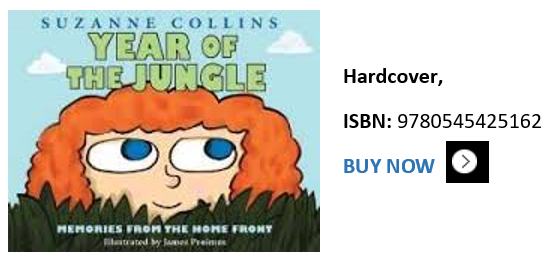 SUZANNE COLLINS
YEAR OF
THE JUNGLE
MEMORIES FROM THE HOME FRONT
Illustrated by James Proimos
Hardcover,
ISBN: 9780545425162
BUY NOW